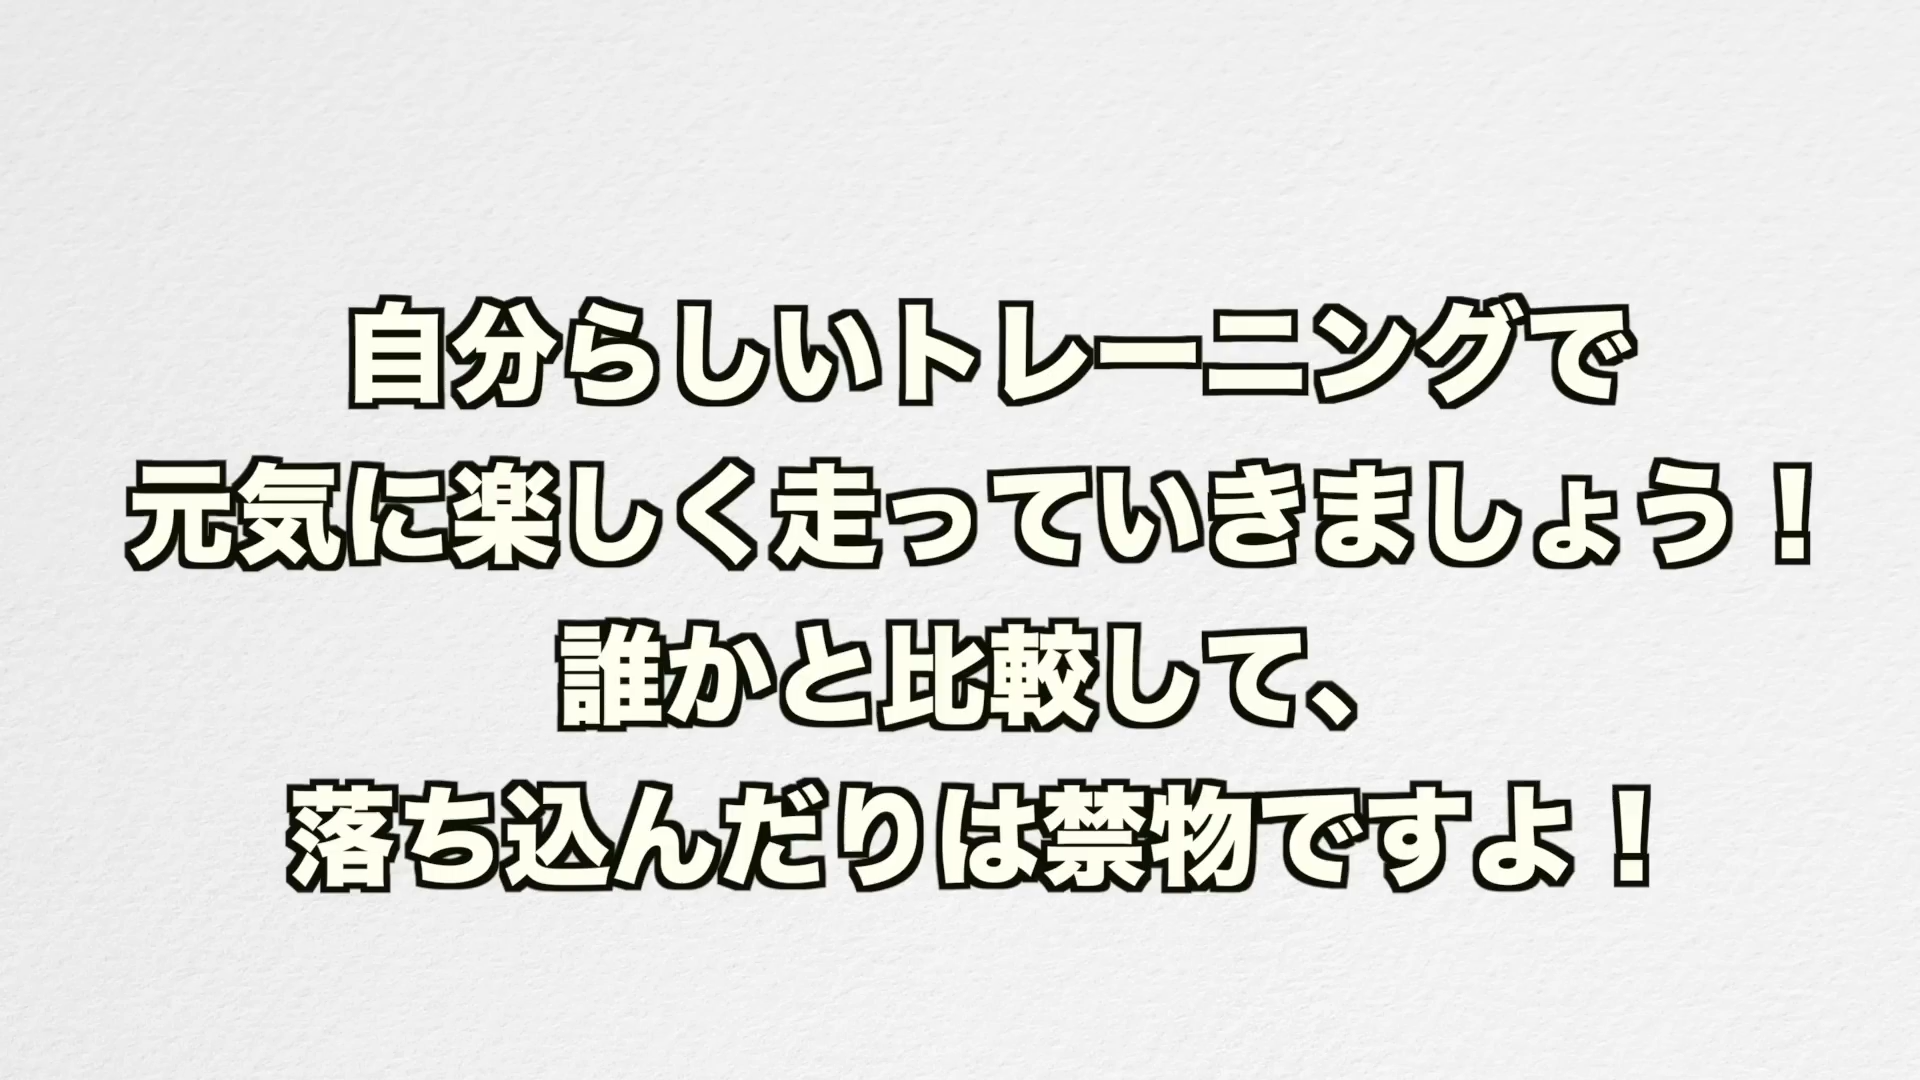 自分らしいトレーニングで
元気に楽しく走っていきましょう！
誰かと比較して、
落ち込んだりは禁物ですよ！